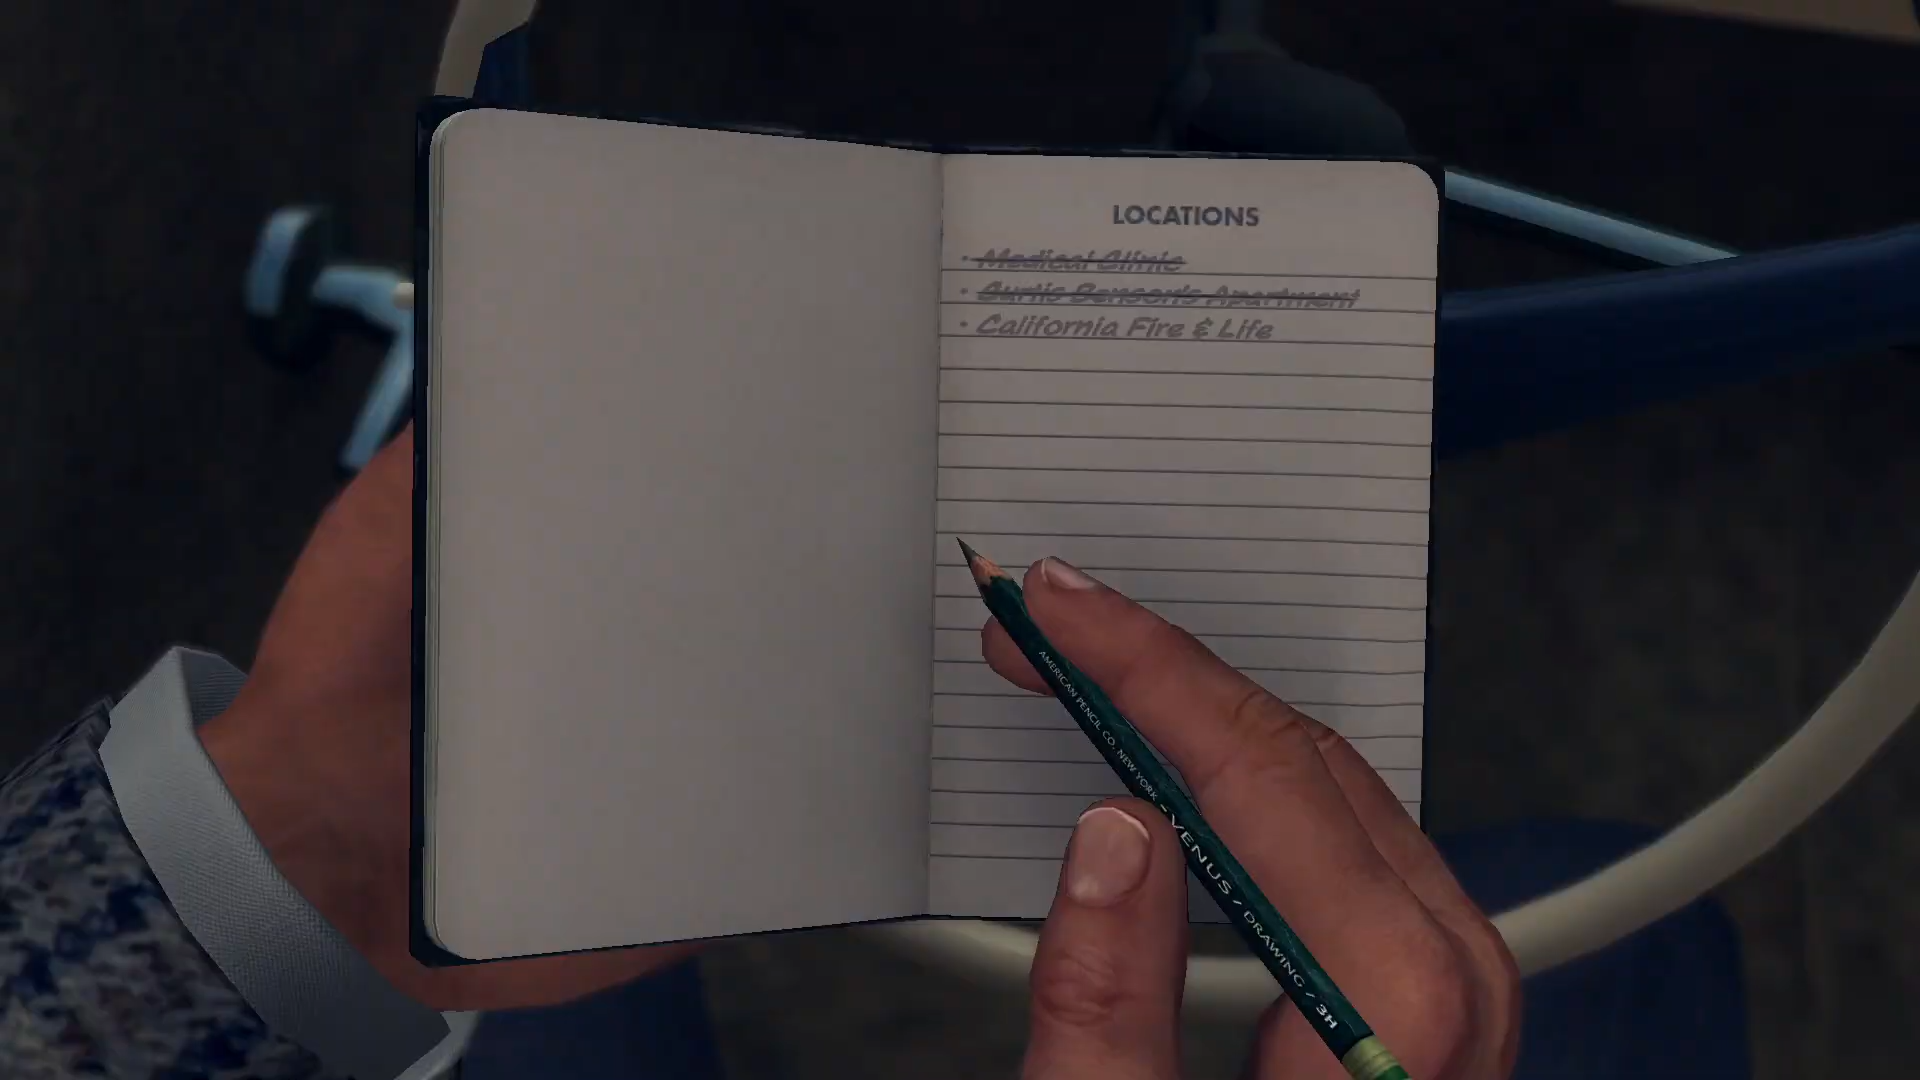 LOCATIONS
· Medical Clinic
· Curtis Benson's Apartment
· California Fire & Life
AMERICAN PENCIL CO. NEW YORK - VENUS / DRAWING / 3H